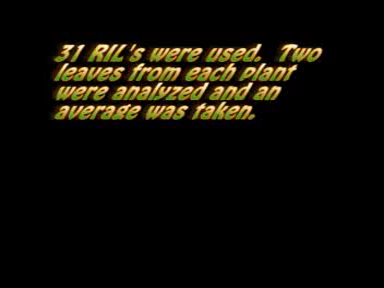 31 RIL's were used. Two
leaves from each plant
were analyzed and an
average was taken.